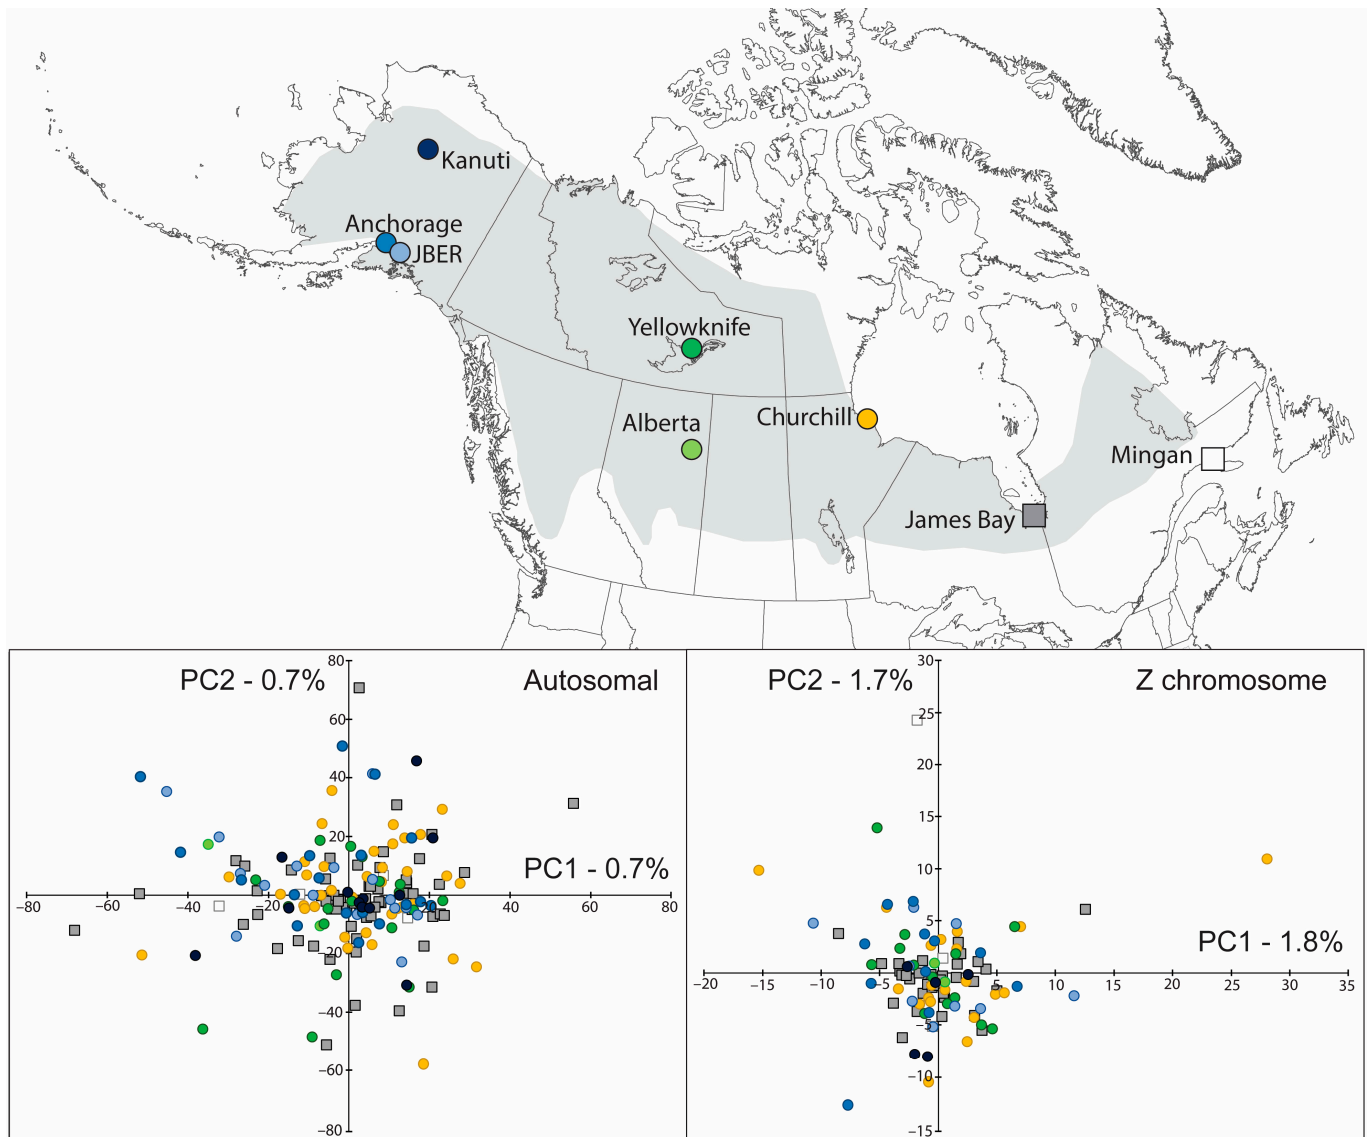 Kanuti
Anchorage
JBER
Yellowknife
Alberta
Churchill
Mingan
James Bay
PC2 - 0.7%
Autosomal
PC1 - 0.7%
80
60
40
20
−20
−40
−60
−80
−80
−60
−40
−20
20
40
60
80
PC2 - 1.7%
Z chromosome
PC1 - 1.8%
30
25
20
15
10
5
−5
−10
−15
−20
−15
−10
−5
5
10
15
20
25
30
35